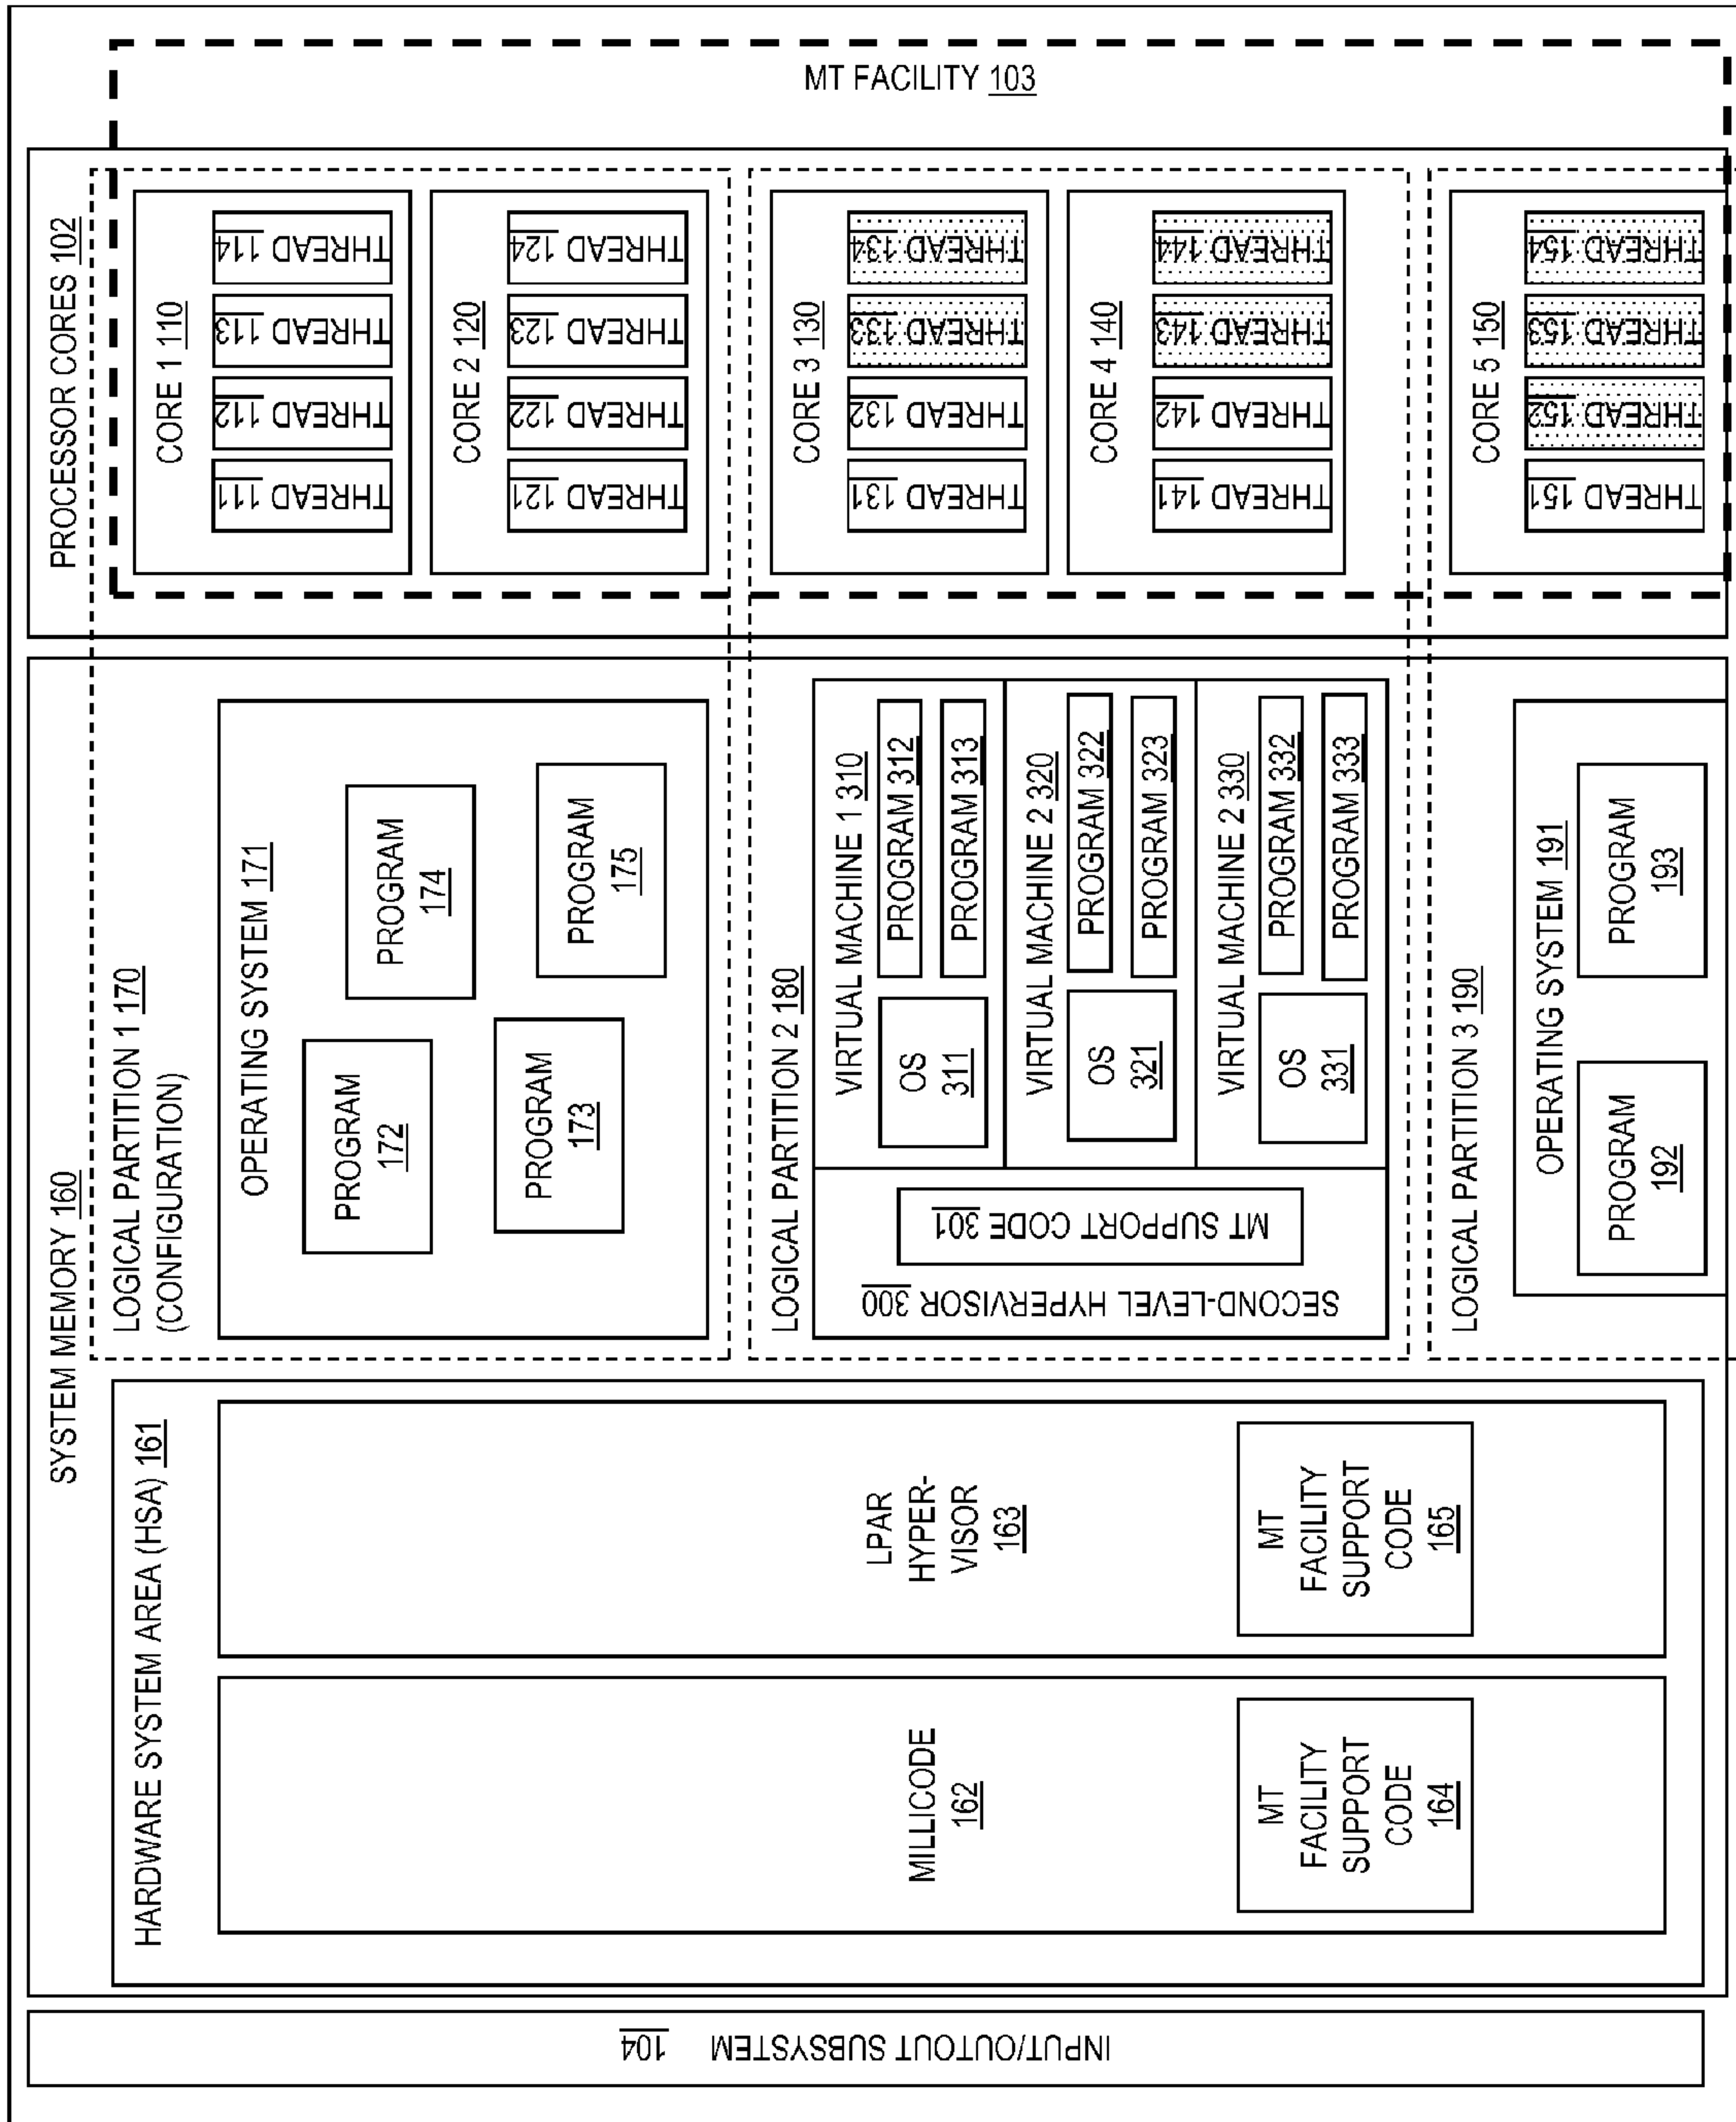 MT FACILITY 103
PROCESSOR CORES 102
CORE 1 110
THREAD 111
THREAD 112
THREAD 113
THREAD 114
CORE 2 120
THREAD 121
THREAD 122
THREAD 123
THREAD 124
CORE 3 130
THREAD 131
THREAD 132
THREAD 133
THREAD 134
CORE 4 140
THREAD 141
THREAD 142
THREAD 143
THREAD 144
CORE 5 150
THREAD 151
THREAD 152
THREAD 153
THREAD 154
SYSTEM MEMORY 160
LOGICAL PARTITION 1 170
(CONFIGURATION)
OPERATING SYSTEM 171
PROGRAM
172
PROGRAM
174
PROGRAM
173
PROGRAM
175
LOGICAL PARTITION 2 180
SECOND-LEVEL HYPERVISOR 300
MT SUPPORT CODE 301
VIRTUAL MACHINE 1 310
OS
311
PROGRAM 312
PROGRAM 313
VIRTUAL MACHINE 2 320
OS
321
PROGRAM 322
PROGRAM 323
VIRTUAL MACHINE 2 330
OS
331
PROGRAM 332
PROGRAM 333
LOGICAL PARTITION 3 190
OPERATING SYSTEM 191
PROGRAM
192
PROGRAM
193
HARDWARE SYSTEM AREA (HSA) 161
LPAR
HYPER-
VISOR
163
MT
FACILITY
SUPPORT
CODE
165
MILLICODE
162
MT
FACILITY
SUPPORT
CODE
164
INPUT/OUTOUT SUBSYSTEM 104